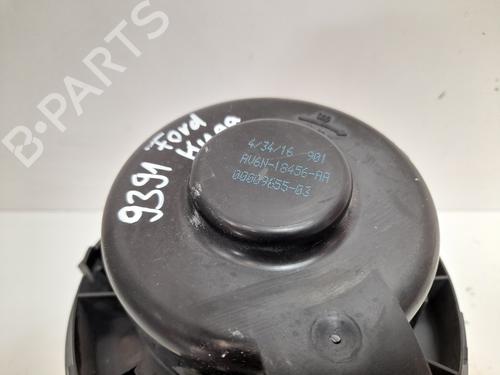 B-PARTS
9391 Ford
Kuga
4/34/16 901
AV6N-18456-AA
00009655-03